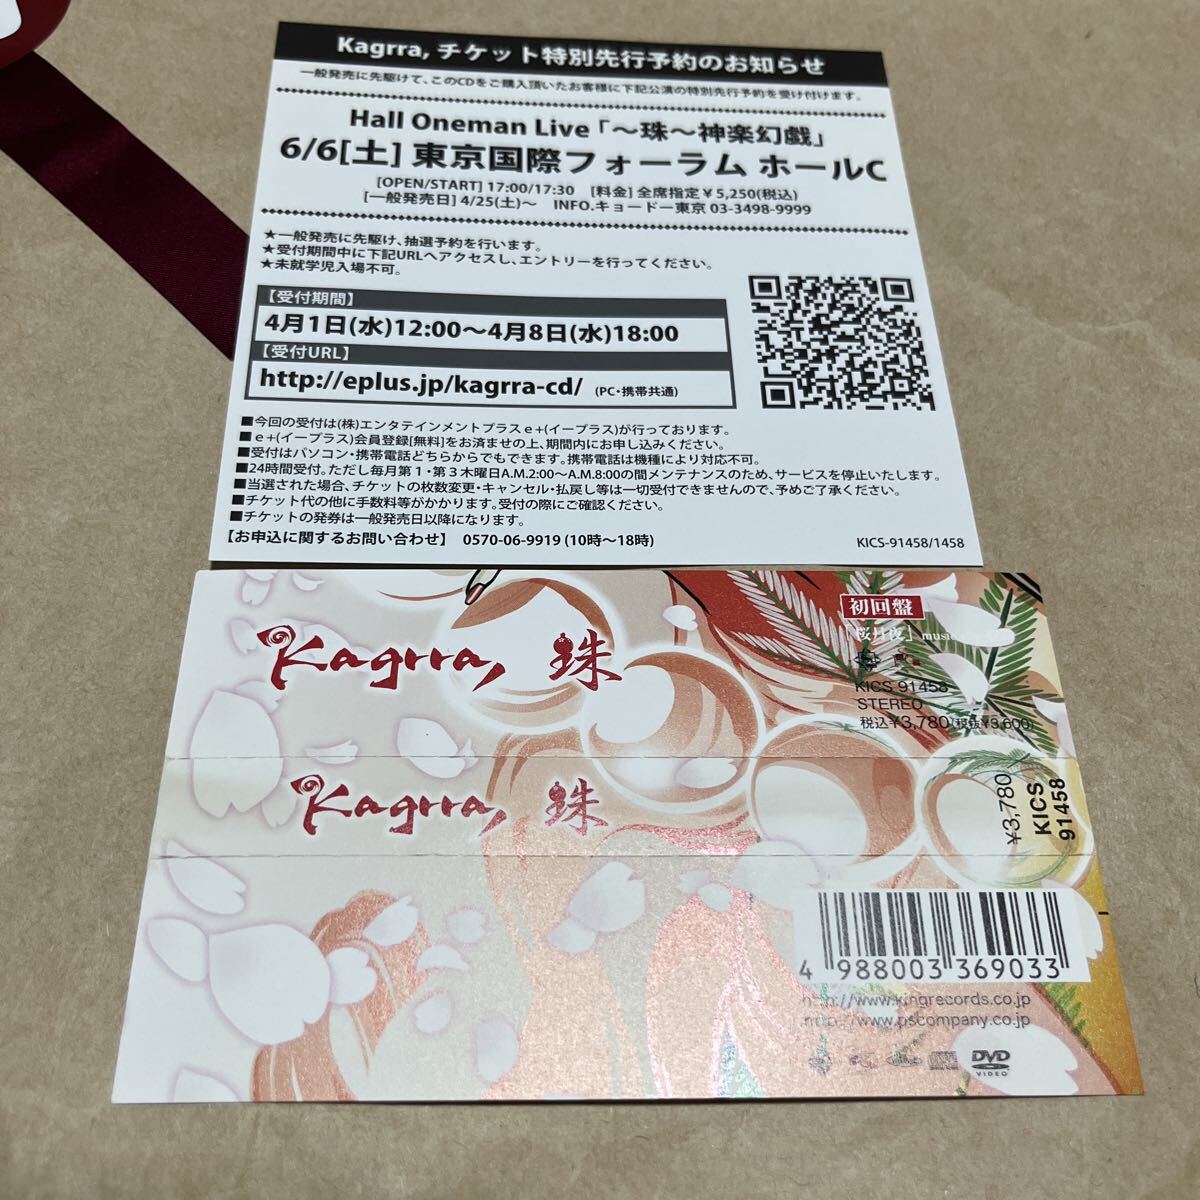 Kagrra, チケット特別先行予約のお知らせ
一般発売に先駆けて、このCDをご購入頂いたお客様に下記公演の特別先行予約を受け付けます。
Hall Oneman Live「～珠～神楽幻戯」
6/6[土] 東京国際フォーラム ホールC
[OPEN/START] 17:00/17:30 [料金] 全席指定￥5,250(税込)
[一般発売日] 4/25(土)～ INFO.キョードー東京 03-3498-9999
★一般発売に先駆け、抽選予約を行います。
★受付期間中に下記URLへアクセスし、エントリーを行ってください。
★未就学児入場不可。
【受付期間】
4月1日(水)12:00～4月8日(水)18:00
【受付URL】
http://eplus.jp/kagrra-cd/ (PC・携帯共通)
■今回の受付は(株)エンタテインメントプラスｅ+(イープラス)が行っております。
■ｅ+(イープラス)会員登録[無料]をお済ませの上、期間内にお申し込みください。
■受付はパソコン・携帯電話どちらからでもできます。携帯電話は機種により対応不可。
■24時間受付。ただし毎月第１・第３木曜日A.M.2:00～A.M.8:00の間メンテナンスのため、サービスを停止いたします。
■当選された場合、チケットの枚数変更・キャンセル・払戻し等は一切受付できませんので、予めご了承ください。
■チケット代の他に手数料等がかかります。受付の際にご確認ください。
■チケットの発券は一般発売日以降になります。
【お申込に関するお問い合わせ】 0570-06-9919 (10時～18時)
KICS-91458/1458
初回盤
「桜月夜」music
Kagrra, 珠
KICS 91458
STEREO
税込￥3,780(税抜￥3,600)
Kagrra, 珠
￥3,780
KICS
91458
4 988003 369033
http://www.kingrecords.co.jp
http://www.pscompany.co.jp
DVD
VIDEO